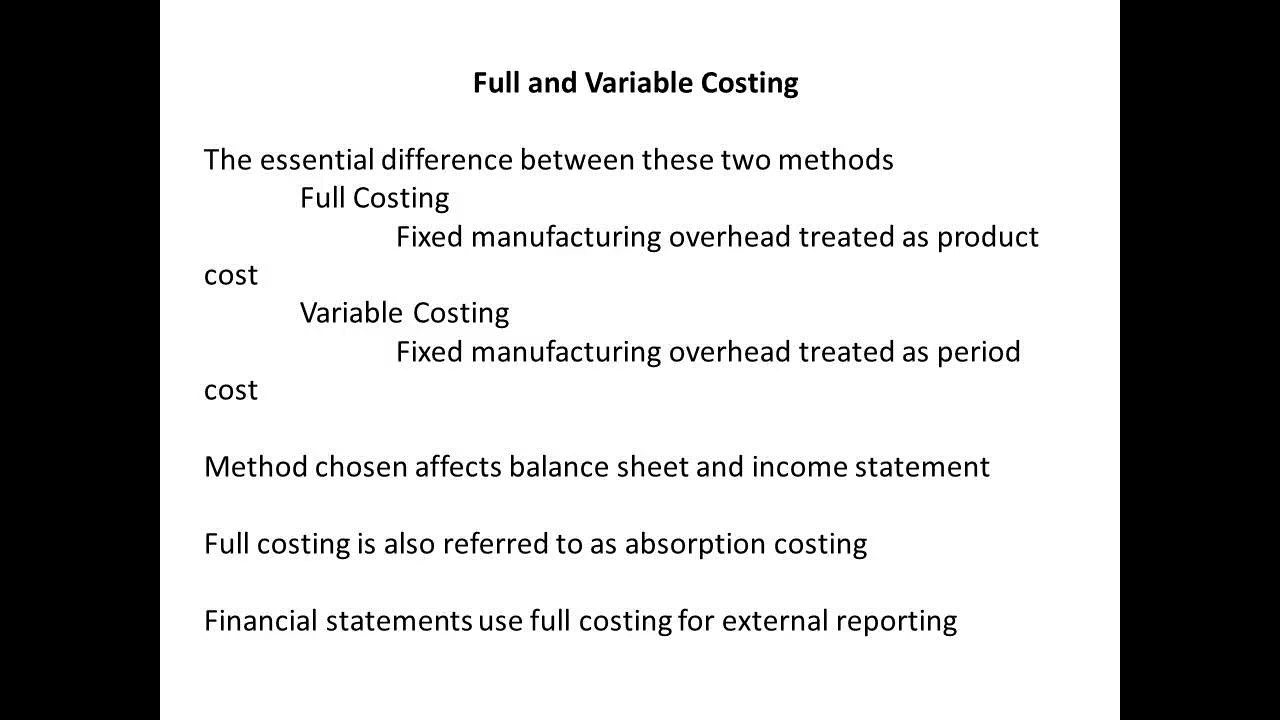 Full and Variable Costing
The essential difference between these two methods
Full Costing
Fixed manufacturing overhead treated as product
cost
Variable Costing
Fixed manufacturing overhead treated as period
cost
Method chosen affects balance sheet and income statement
Full costing is also referred to as absorption costing
Financial statements use full costing for external reporting